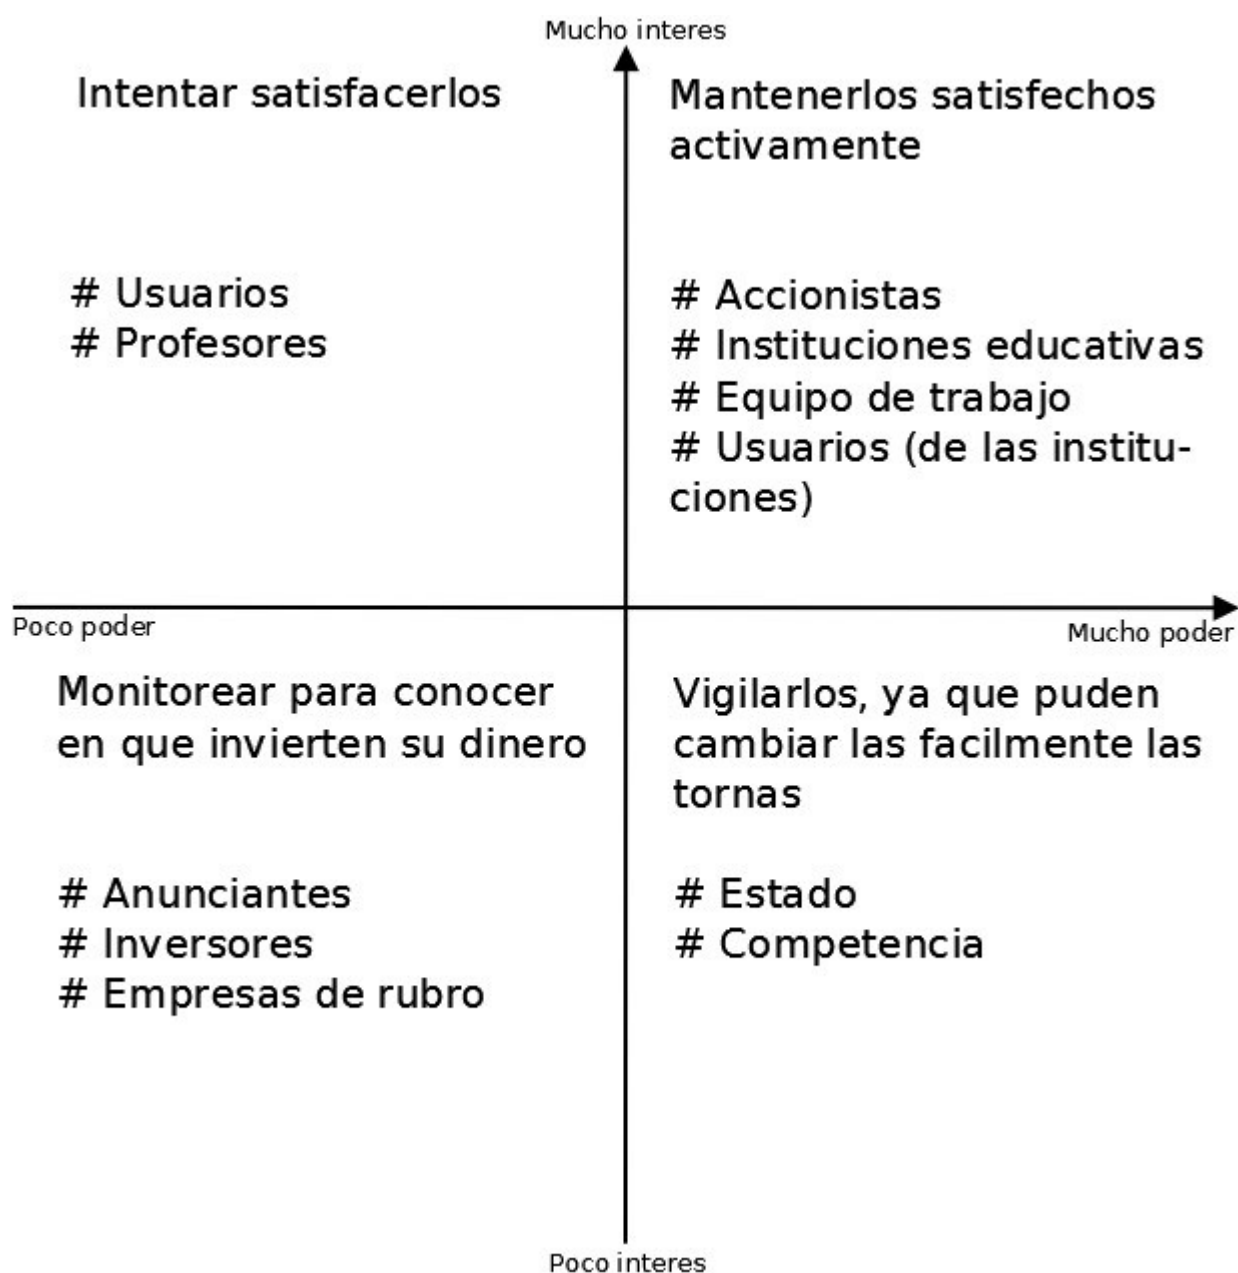 Mucho interes
Intentar satisfacerlos
# Usuarios
# Profesores
Mantenerlos satisfechos
activamente
# Accionistas
# Instituciones educativas
# Equipo de trabajo
# Usuarios (de las institu-
ciones)
Poco poder
Mucho poder
Monitorear para conocer
en que invierten su dinero
# Anunciantes
# Inversores
# Empresas de rubro
Vigilarlos, ya que puden
cambiar las facilmente las
tornas
# Estado
# Competencia
Poco interes